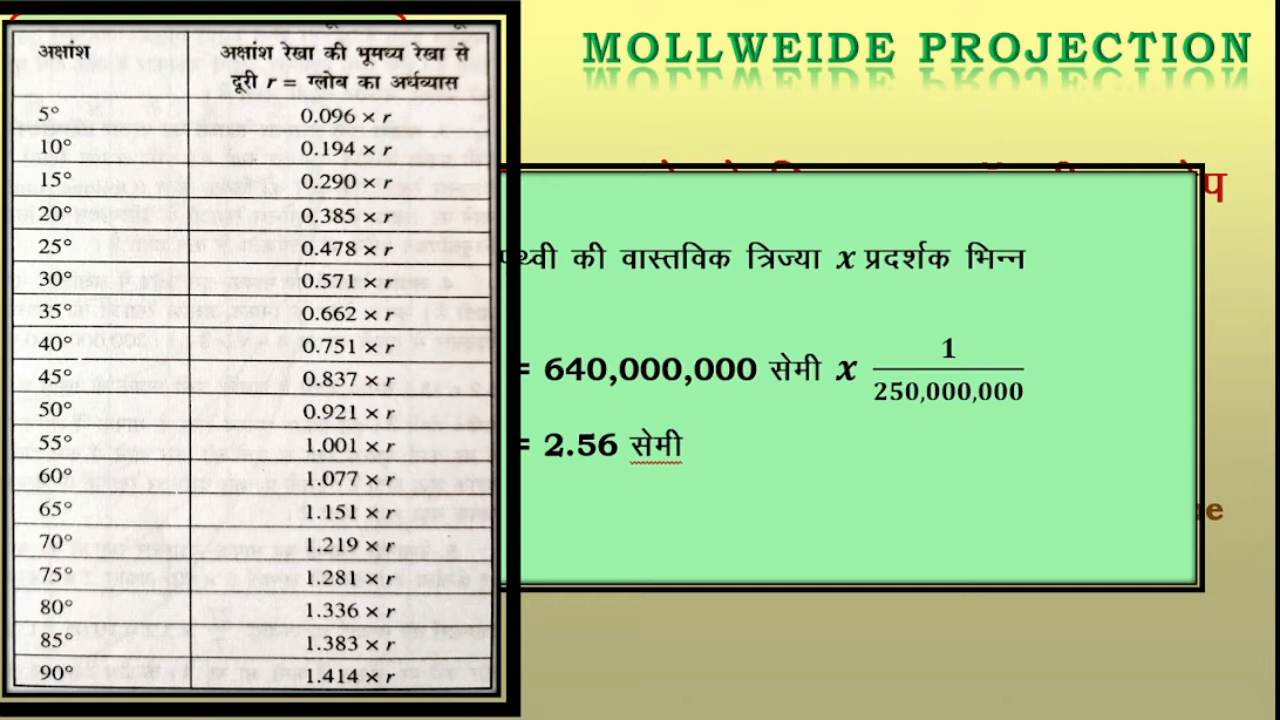 MOLLWEIDE PROJECTION
अक्षांश अक्षांश रेखा की भूमध्य रेखा से
दूरी r = ग्लोब का अर्धव्यास
5° 0.096 × r
10° 0.194 × r
15° 0.290 × r
20° 0.385 × r
25° 0.478 × r
30° 0.571 × r
35° 0.662 × r
40° 0.751 × r
45° 0.837 × r
50° 0.921 × r
55° 1.001 × r
60° 1.077 × r
65° 1.151 × r
70° 1.219 × r
75° 1.281 × r
80° 1.336 × r
85° 1.383 × r
90° 1.414 × r
की वास्तविक त्रिज्या x प्रदर्शक भिन्न
= 640,000,000 सेमी x 1
250,000,000
= 2.56 सेमी